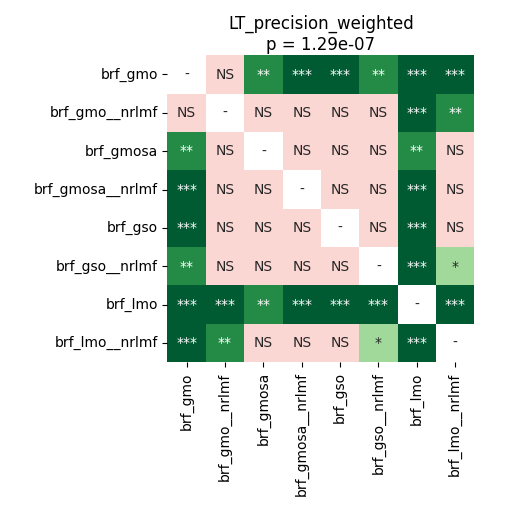 LT_precision_weighted
p = 1.29e-07
brf_gmo - NS ** *** *** ** *** ***
brf_gmo__nrlmf NS - NS NS NS NS *** **
brf_gmosa ** NS - NS NS NS ** NS
brf_gmosa__nrlmf *** NS NS - NS NS *** NS
brf_gso *** NS NS NS - NS *** NS
brf_gso__nrlmf ** NS NS NS NS - *** *
brf_lmo *** *** ** *** *** *** - ***
brf_lmo__nrlmf *** ** NS NS NS * *** -
brf_gmo
brf_gmo__nrlmf
brf_gmosa
brf_gmosa__nrlmf
brf_gso
brf_gso__nrlmf
brf_lmo
brf_lmo__nrlmf